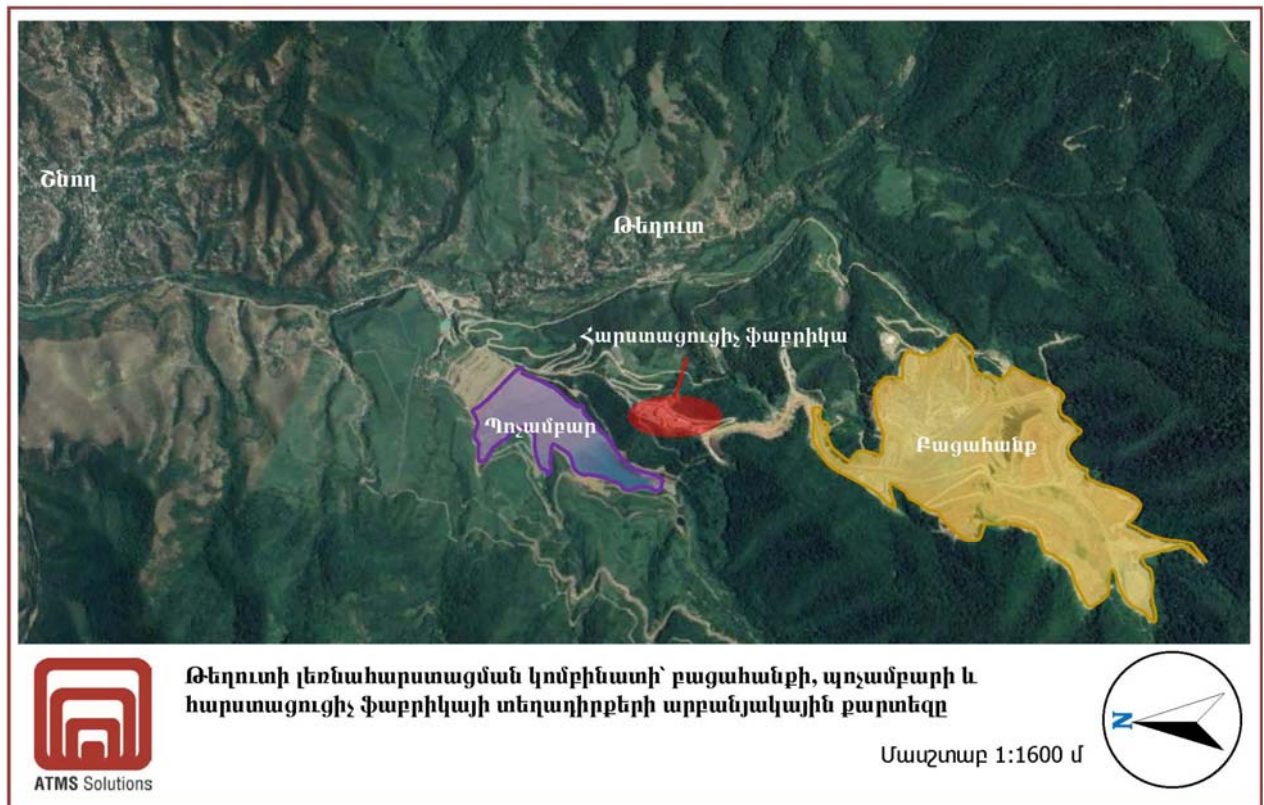 Շնող
Թեղուտ
Հարստացուցիչ ֆաբրիկա
Պոչամբար
Բացահանք
Թեղուտի լեռնահարստացման կոմբինատի՝ բացահանքի, պոչամբարի և
հարստացուցիչ ֆաբրիկայի տեղադիրքերի արբանյակային քարտեզը
Մասշտաբ 1:1600 մ
N
ATMS Solutions